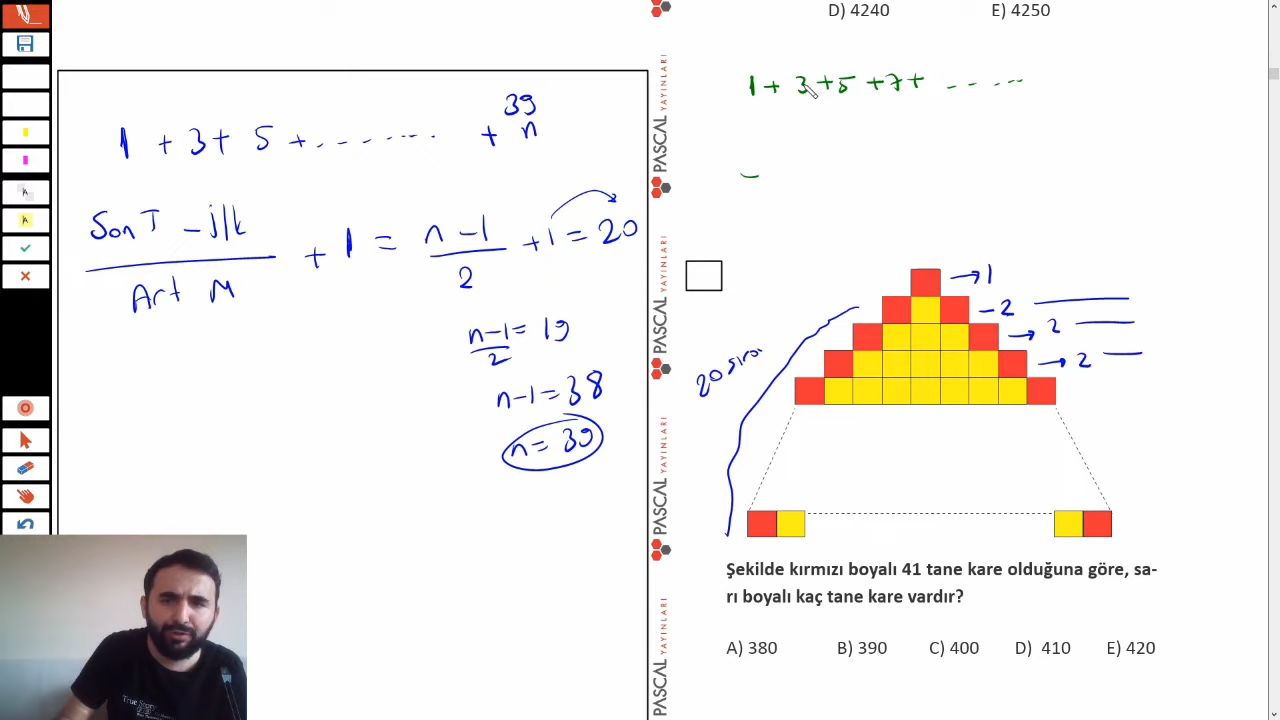 D) 4240 E) 4250
1 + 3 + 5 + ........ + n
39
Son T - ilk
Art M
+ 1 = n - 1
2
+ 1 = 20
n-1 = 19
2
n-1 = 38
n = 39
PASCAL YAYINLARI
PASCAL YAYINLARI
PASCAL YAYINLARI
PASCAL YAYINLARI
1 + 3 + 5 + 7 + ......
→ 1
- 2
→ 2
→ 2
20 sıra
Şekilde kırmızı boyalı 41 tane kare olduğuna göre, sa-
rı boyalı kaç tane kare vardır?
A) 380 B) 390 C) 400 D) 410 E) 420